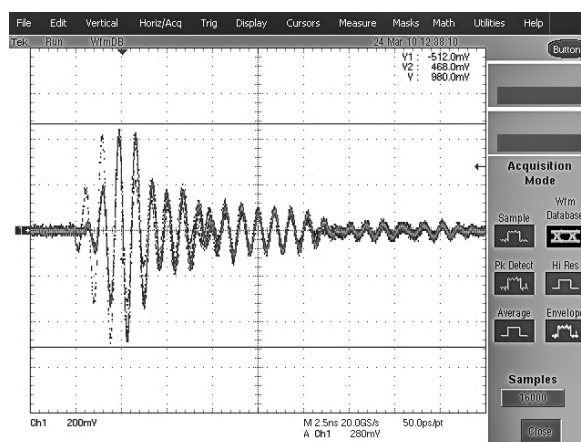 File Edit Vertical Horiz/Acq Trig Display Cursors Measure Masks Math Utilities Help
Tek Run WfmDB 24 Mar 10 12:38:10 Button
V1: -512.0mV
V2: 468.0mV
V: 980.0mV
Acquisition
Mode
Wfm
Sample Database
Pk Detect Hi Res
Average Envelope
Samples
16000
Close
1
Ch1 200mV M 2.5ns 20.0GS/s 50.0ps/pt
A Ch1 280mV